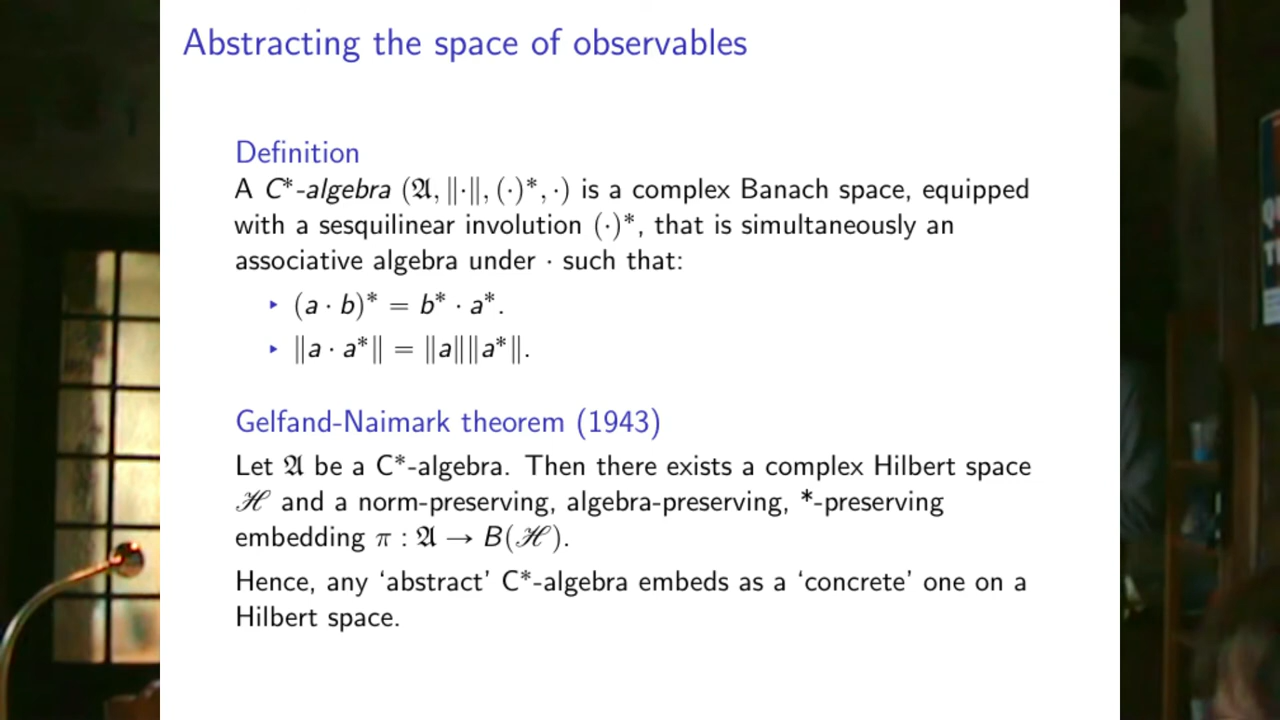 Abstracting the space of observables
Definition
A C*-algebra (𝔄, ‖·‖, (·)*, ·) is a complex Banach space, equipped
with a sesquilinear involution (·)*, that is simultaneously an
associative algebra under · such that:
▸ (a · b)* = b* · a*.
▸ ‖a · a*‖ = ‖a‖‖a*‖.
Gelfand-Naimark theorem (1943)
Let 𝔄 be a C*-algebra. Then there exists a complex Hilbert space
ℋ and a norm-preserving, algebra-preserving, *-preserving
embedding π : 𝔄 → B(ℋ).
Hence, any ‘abstract’ C*-algebra embeds as a ‘concrete’ one on a
Hilbert space.